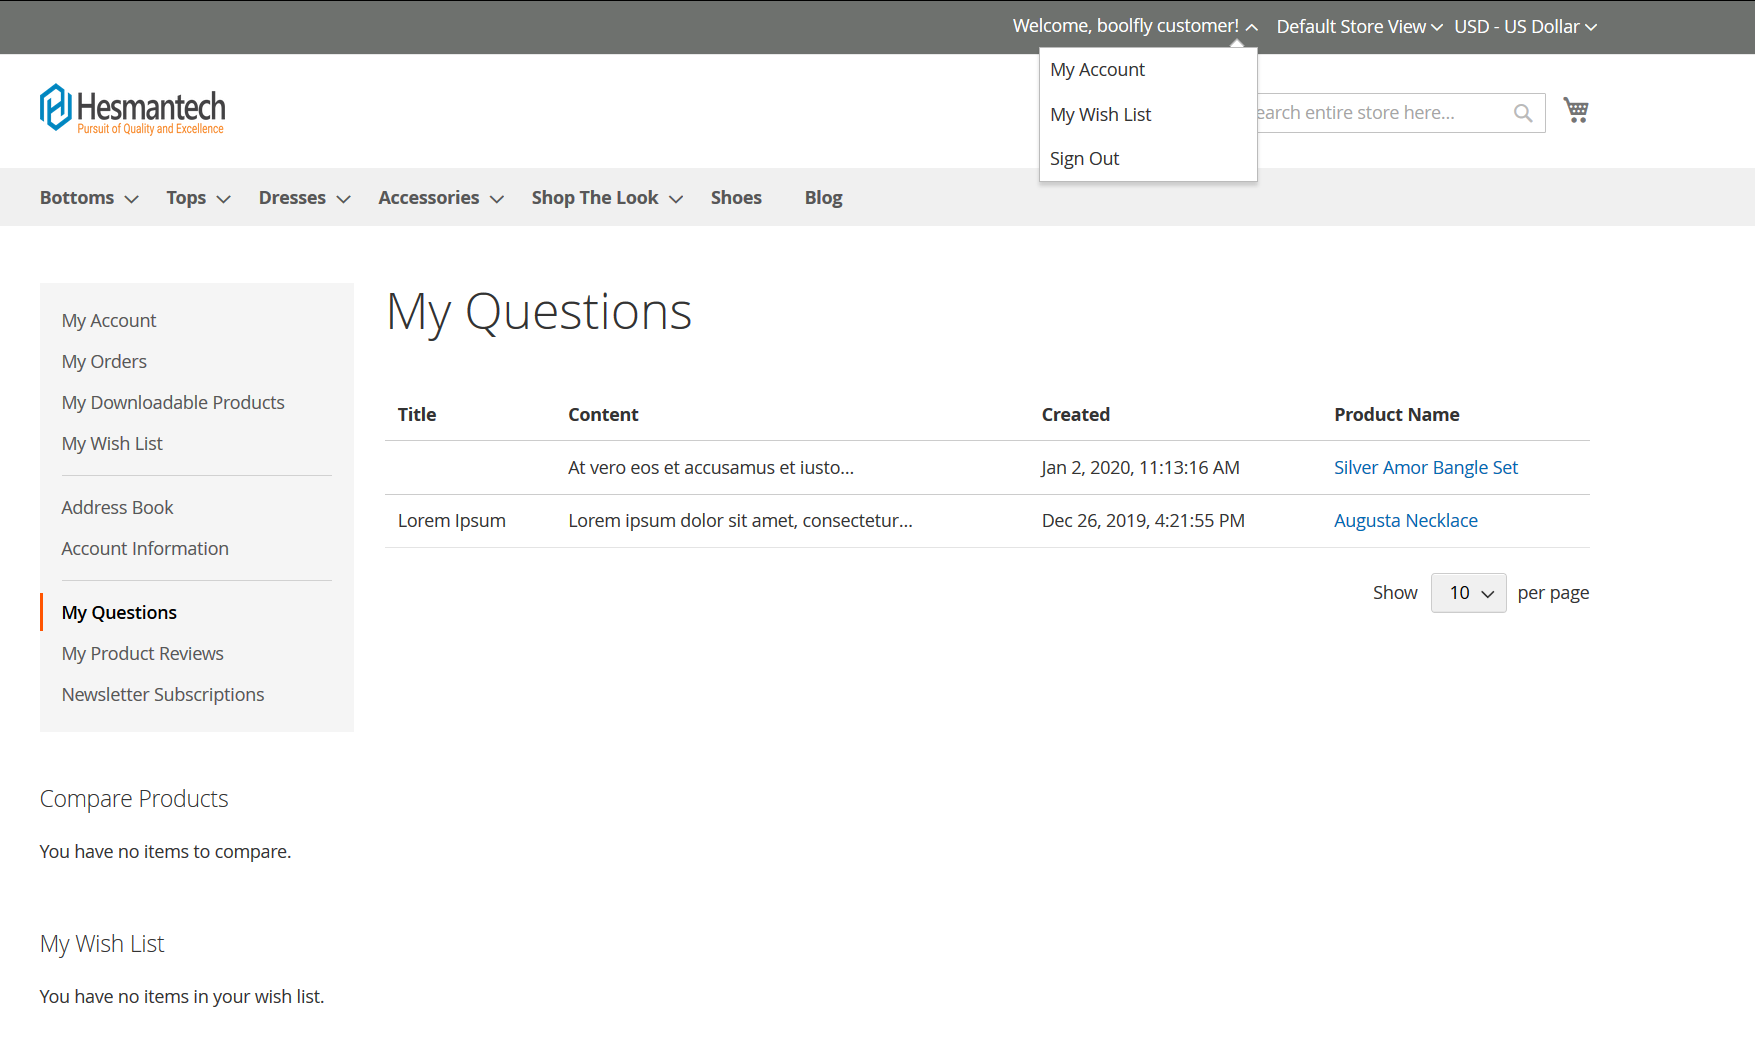 Welcome, boolfly customer! Default Store View USD - US Dollar
My Account
My Wish List
Sign Out
Hesmantech
Pursuit of Quality and Excellence
earch entire store here...
Bottoms Tops Dresses Accessories Shop The Look Shoes Blog
My Account
My Orders
My Downloadable Products
My Wish List
Address Book
Account Information
My Questions
My Product Reviews
Newsletter Subscriptions
My Questions
Title Content Created Product Name
At vero eos et accusamus et iusto... Jan 2, 2020, 11:13:16 AM Silver Amor Bangle Set
Lorem Ipsum Lorem ipsum dolor sit amet, consectetur... Dec 26, 2019, 4:21:55 PM Augusta Necklace
Show 10 per page
Compare Products
You have no items to compare.
My Wish List
You have no items in your wish list.